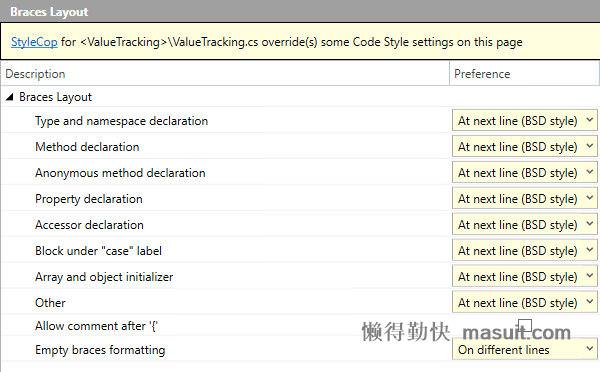 Braces Layout
StyleCop for <ValueTracking>\ValueTracking.cs override(s) some Code Style settings on this page
Description Preference
Braces Layout
Type and namespace declaration At next line (BSD style)
Method declaration At next line (BSD style)
Anonymous method declaration At next line (BSD style)
Property declaration At next line (BSD style)
Accessor declaration At next line (BSD style)
Block under "case" label At next line (BSD style)
Array and object initializer At next line (BSD style)
Other At next line (BSD style)
Allow comment after '{'
懒得勤快 masuit.com
Empty braces formatting On different lines